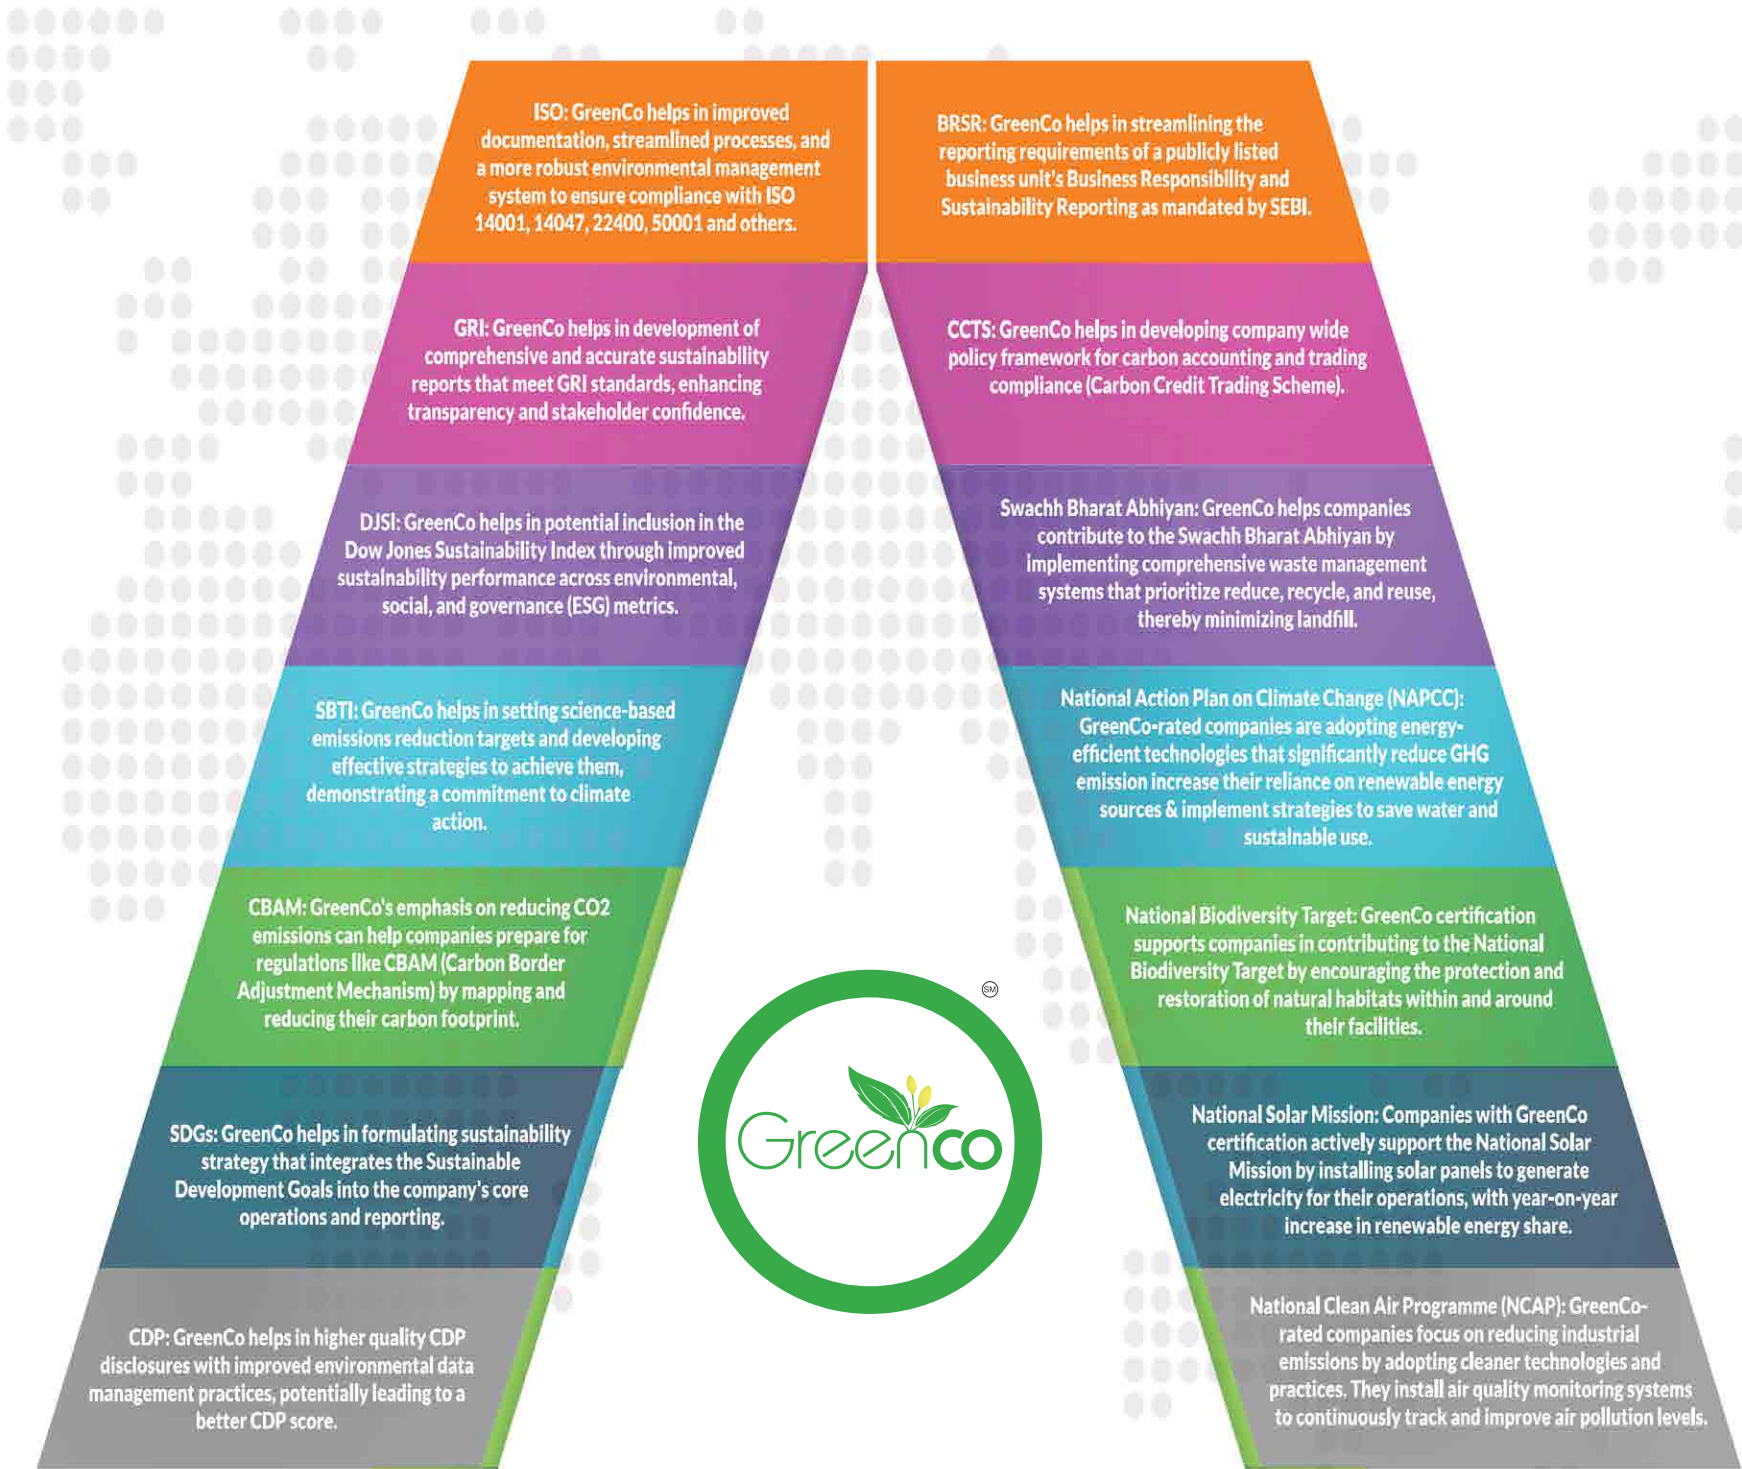 ISO: GreenCo helps in improved
documentation, streamlined processes, and
a more robust environmental management
system to ensure compliance with ISO
14001, 14047, 22400, 50001 and others.
GRI: GreenCo helps in development of
comprehensive and accurate sustainability
reports that meet GRI standards, enhancing
transparency and stakeholder confidence.
DJSI: GreenCo helps in potential inclusion in the
Dow Jones Sustainability Index through improved
sustainability performance across environmental,
social, and governance (ESG) metrics.
SBTI: GreenCo helps in setting science-based
emissions reduction targets and developing
effective strategies to achieve them,
demonstrating a commitment to climate
action.
CBAM: GreenCo's emphasis on reducing CO2
emissions can help companies prepare for
regulations like CBAM (Carbon Border
Adjustment Mechanism) by mapping and
reducing their carbon footprint.
SDGs: GreenCo helps in formulating sustainability
strategy that integrates the Sustainable
Development Goals into the company's core
operations and reporting.
CDP: GreenCo helps in higher quality CDP
disclosures with improved environmental data
management practices, potentially leading to a
better CDP score.
BRSR: GreenCo helps in streamlining the
reporting requirements of a publicly listed
business unit's Business Responsibility and
Sustainability Reporting as mandated by SEBI.
CCTS: GreenCo helps in developing company wide
policy framework for carbon accounting and trading
compliance (Carbon Credit Trading Scheme).
Swachh Bharat Abhiyan: GreenCo helps companies
contribute to the Swachh Bharat Abhiyan by
implementing comprehensive waste management
systems that prioritize reduce, recycle, and reuse,
thereby minimizing landfill.
National Action Plan on Climate Change (NAPCC):
GreenCo-rated companies are adopting energy-
efficient technologies that significantly reduce GHG
emission increase their reliance on renewable energy
sources & implement strategies to save water and
sustainable use.
National Biodiversity Target: GreenCo certification
supports companies in contributing to the National
Biodiversity Target by encouraging the protection and
restoration of natural habitats within and around
their facilities.
National Solar Mission: Companies with GreenCo
certification actively support the National Solar
Mission by installing solar panels to generate
electricity for their operations, with year-on-year
increase in renewable energy share.
National Clean Air Programme (NCAP): GreenCo-
rated companies focus on reducing industrial
emissions by adopting cleaner technologies and
practices. They install air quality monitoring systems
to continuously track and improve air pollution levels.
SM
Greenco